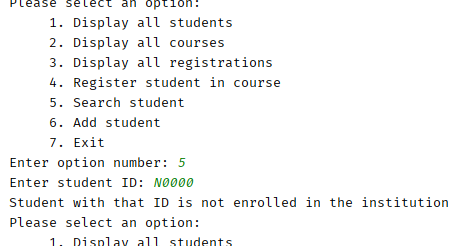 Please select an option:
1. Display all students
2. Display all courses
3. Display all registrations
4. Register student in course
5. Search student
6. Add student
7. Exit
Enter option number: 5
Enter student ID: N0000
Student with that ID is not enrolled in the institution
Please select an option:
1. Display all students